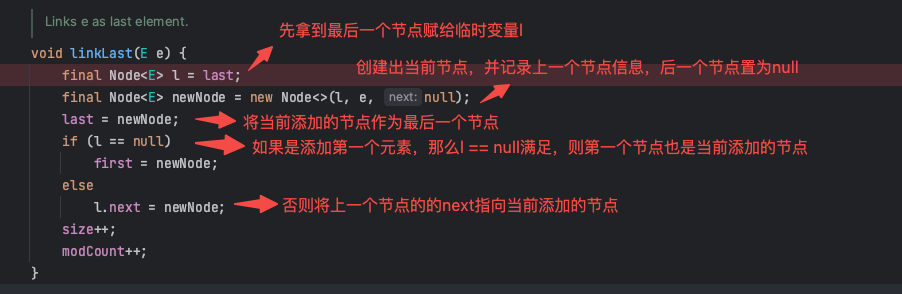 Links e as last element.
先拿到最后一个节点赋给临时变量l
void linkLast(E e) {
final Node<E> l = last;
创建出当前节点，并记录上一个节点信息，后一个节点置为null
final Node<E> newNode = new Node<>(l, e, next: null);
last = newNode;
将当前添加的节点作为最后一个节点
if (l == null)
如果是添加第一个元素，那么l == null满足，则第一个节点也是当前添加的节点
first = newNode;
else
l.next = newNode;
否则将上一个节点的的next指向当前添加的节点
size++;
modCount++;
}